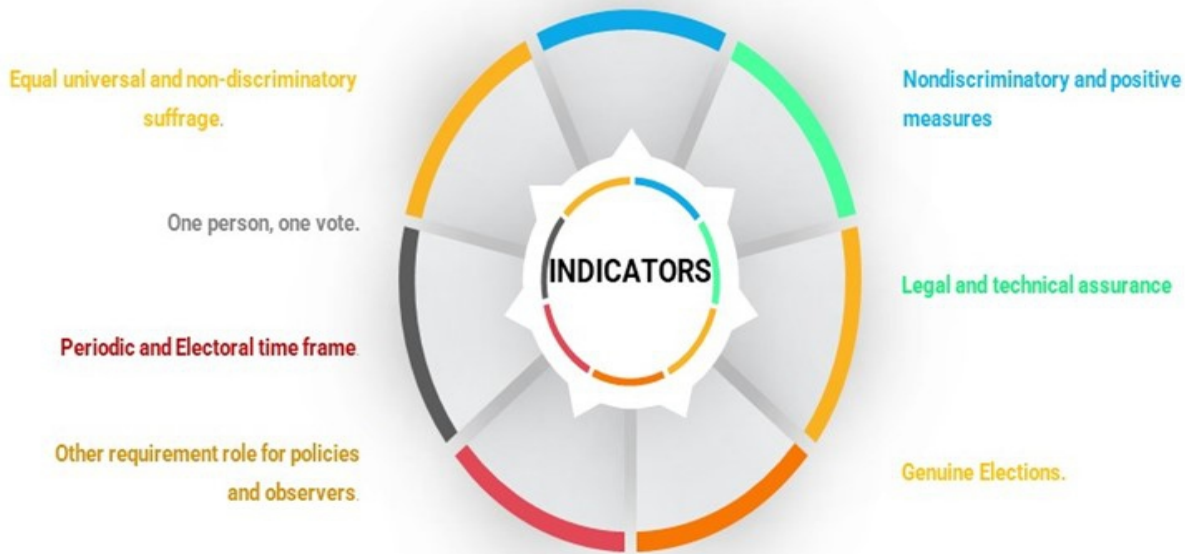 Equal universal and non-discriminatory
suffrage.
One person, one vote.
Periodic and Electoral time frame.
Other requirement role for policies
and observers.
INDICATORS
Nondiscriminatory and positive
measures
Legal and technical assurance
Genuine Elections.